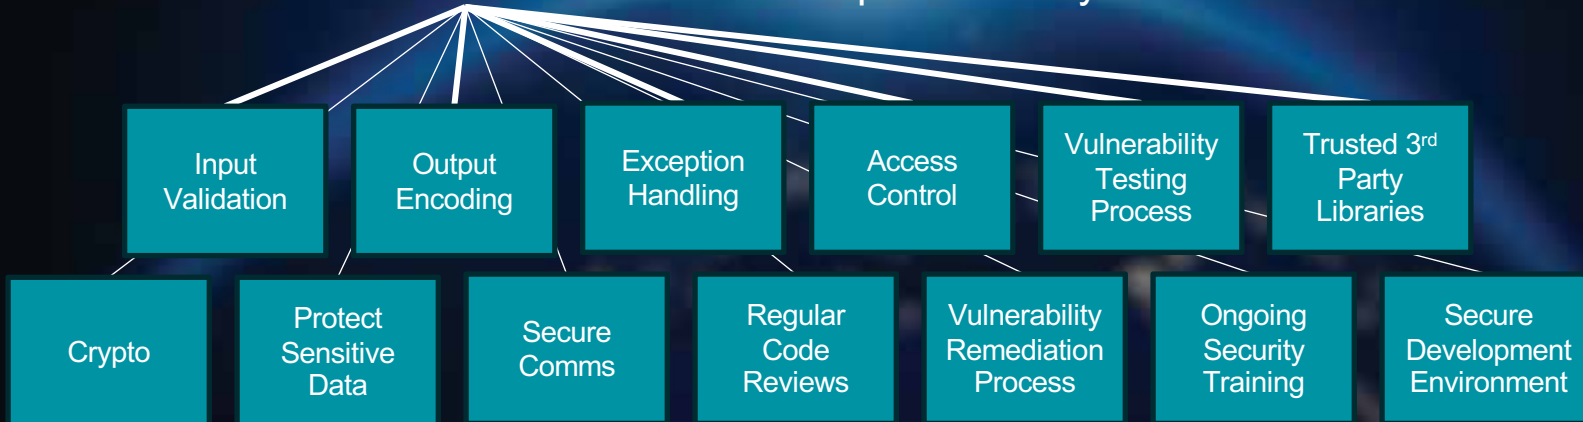 Input
Validation
Output
Encoding
Exception
Handling
Access
Control
Vulnerability
Testing
Process
Trusted 3rd
Party
Libraries
Crypto
Protect
Sensitive
Data
Secure
Comms
Regular
Code
Reviews
Vulnerability
Remediation
Process
Ongoing
Security
Training
Secure
Development
Environment